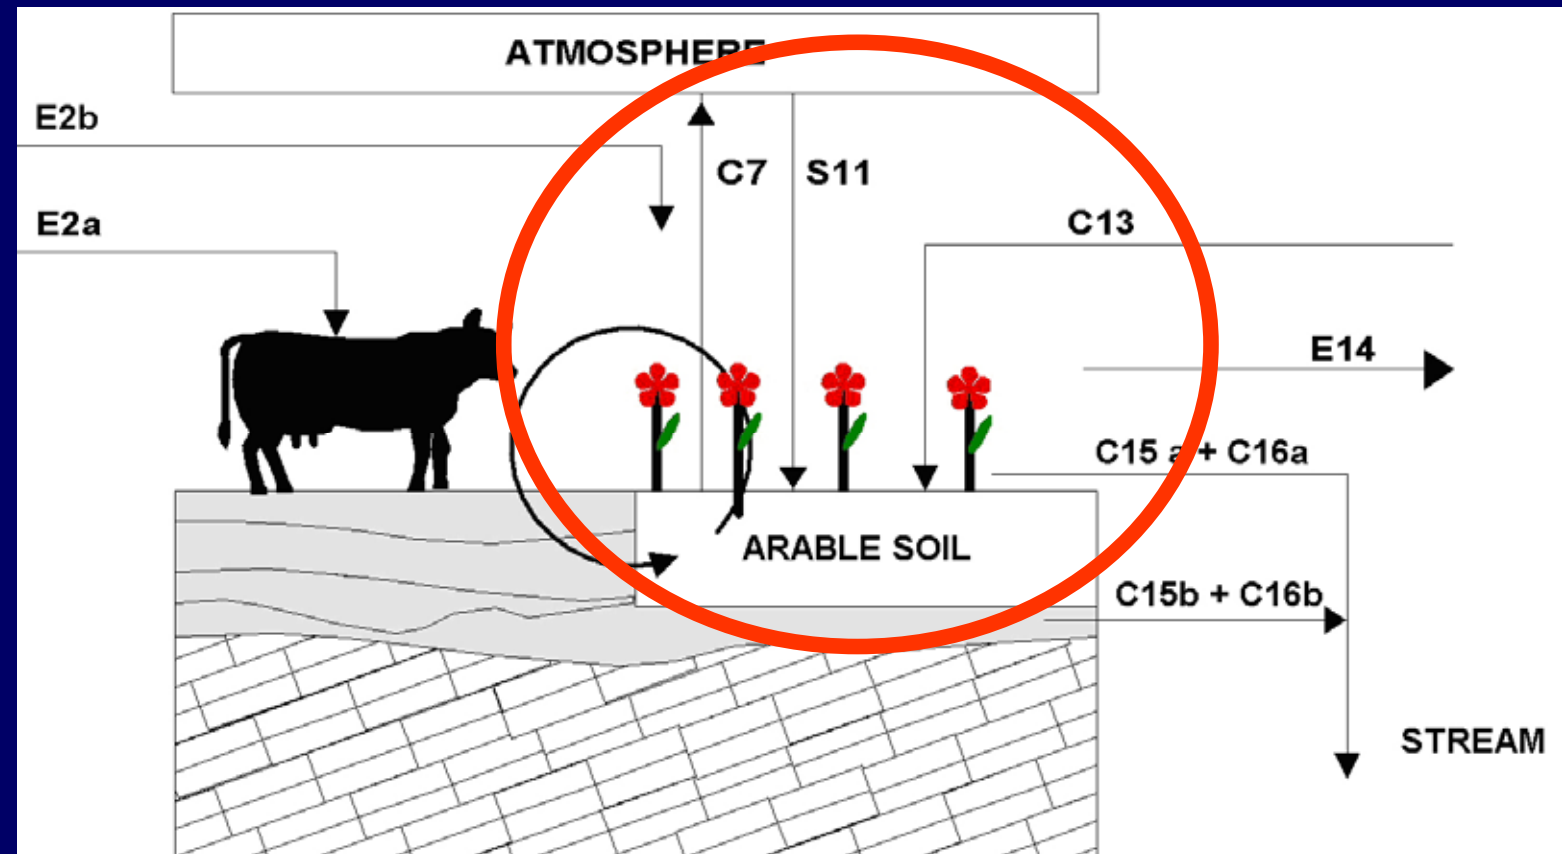 ATMOSPHERE
E2b
C7
S11
E2a
C13
E14
C15 a + C16a
ARABLE SOIL
C15b + C16b
STREAM